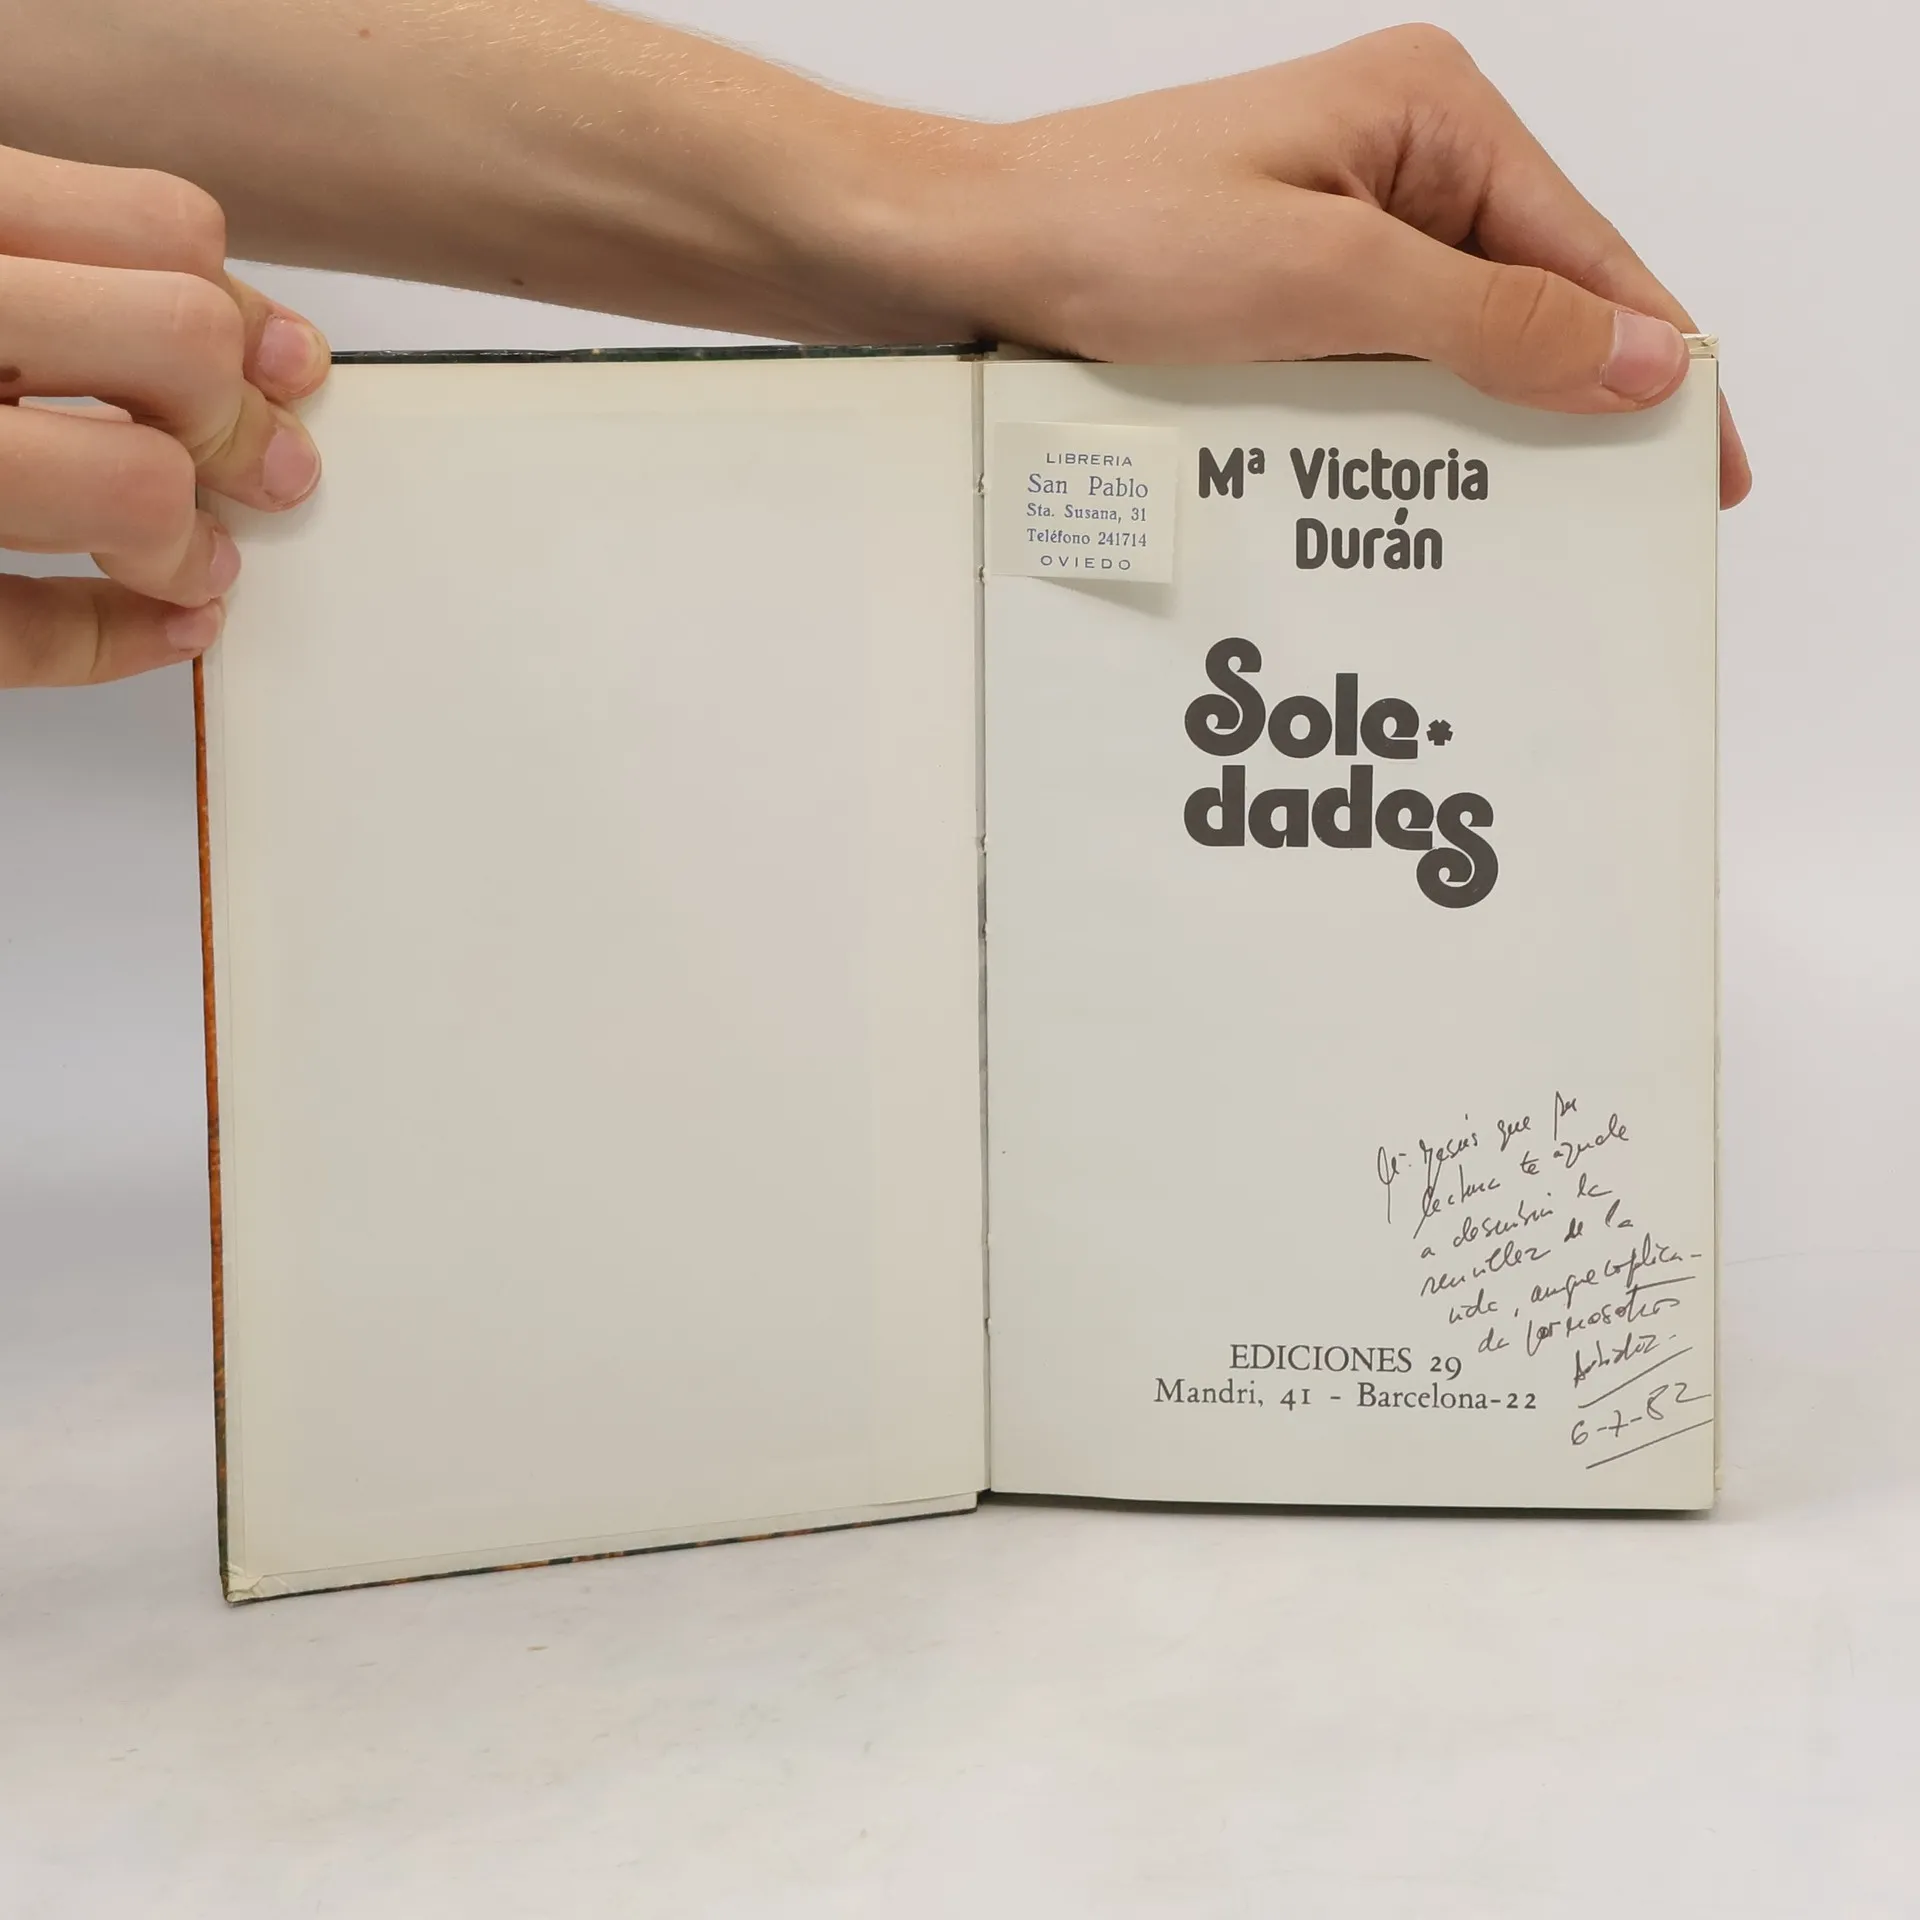 LIBRERIA
San Pablo
Sta. Susana, 31
Teléfono 241714
OVIEDO
Mª Victoria
Durán
Sole*
dades
Jesús que su
lectura te ayude
a descubrir la
sencillez de la
vida, aunque complica-
da por nosotros
6-7-82
EDICIONES 29
Mandri, 41 - Barcelona-22